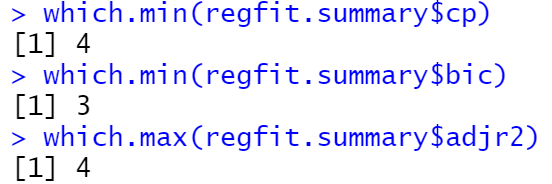 > which.min(regfit.summary$cp)
[1] 4
> which.min(regfit.summary$bic)
[1] 3
> which.max(regfit.summary$adjr2)
[1] 4